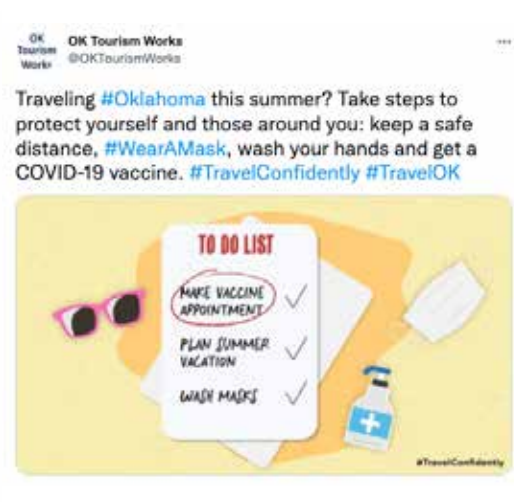 OK
Tourism
Works
OK Tourism Works
@OKTourismWorks
Traveling #Oklahoma this summer? Take steps to
protect yourself and those around you: keep a safe
distance, #WearAMask, wash your hands and get a
COVID-19 vaccine. #TravelConfidently #TravelOK
TO DO LIST
MAKE VACCINE
APPOINTMENT
PLAN SUMMER
VACATION
WASH MASKS
#TravelConfidently